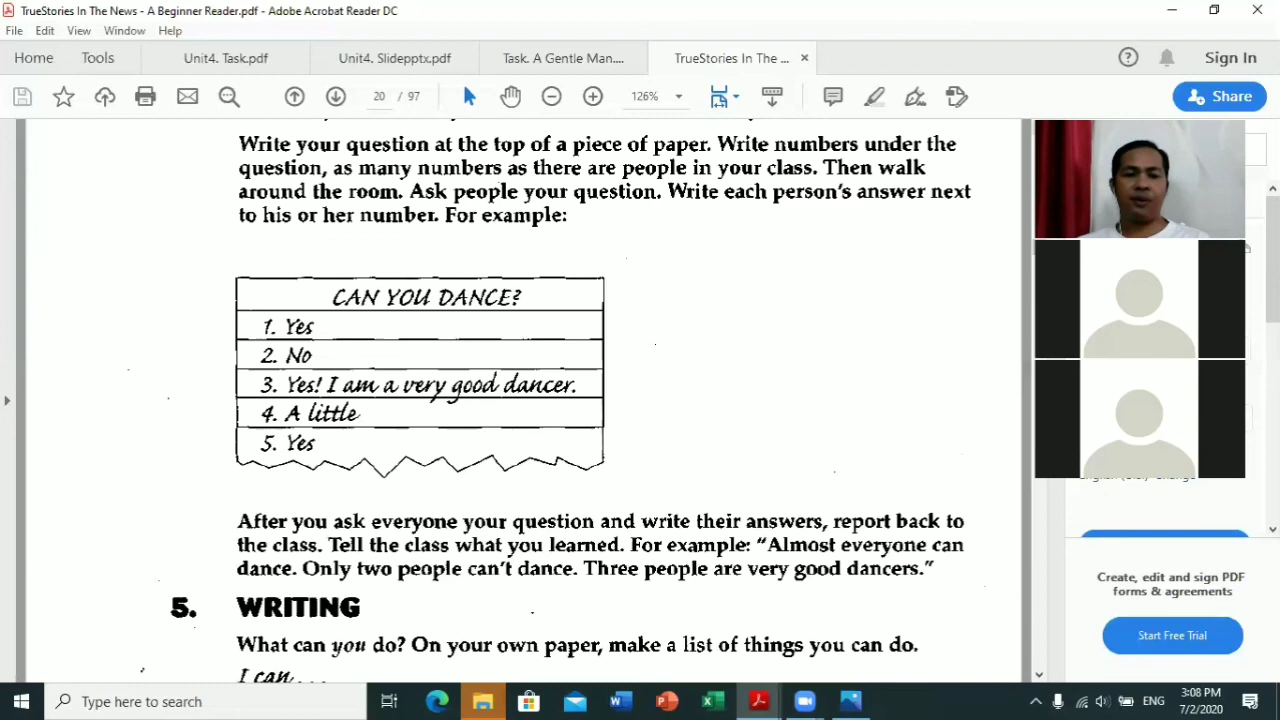 TrueStories In The News - A Beginner Reader.pdf - Adobe Acrobat Reader DC
File Edit View Window Help
Home Tools Unit4. Task.pdf Unit4. Slidepptx.pdf Task. A Gentle Man.... TrueStories In The ... × Sign In
20 / 97 126% Share
Write your question at the top of a piece of paper. Write numbers under the
question, as many numbers as there are people in your class. Then walk
around the room. Ask people your question. Write each person's answer next
to his or her number. For example:
CAN YOU DANCE?
1. Yes
2. No
3. Yes! I am a very good dancer.
4. A little
5. Yes
After you ask everyone your question and write their answers, report back to
the class. Tell the class what you learned. For example: "Almost everyone can
dance. Only two people can't dance. Three people are very good dancers."
5. WRITING
What can you do? On your own paper, make a list of things you can do.
I can. . .
Create, edit and sign PDF
forms & agreements
Start Free Trial
Type here to search
ENG
3:08 PM
7/2/2020